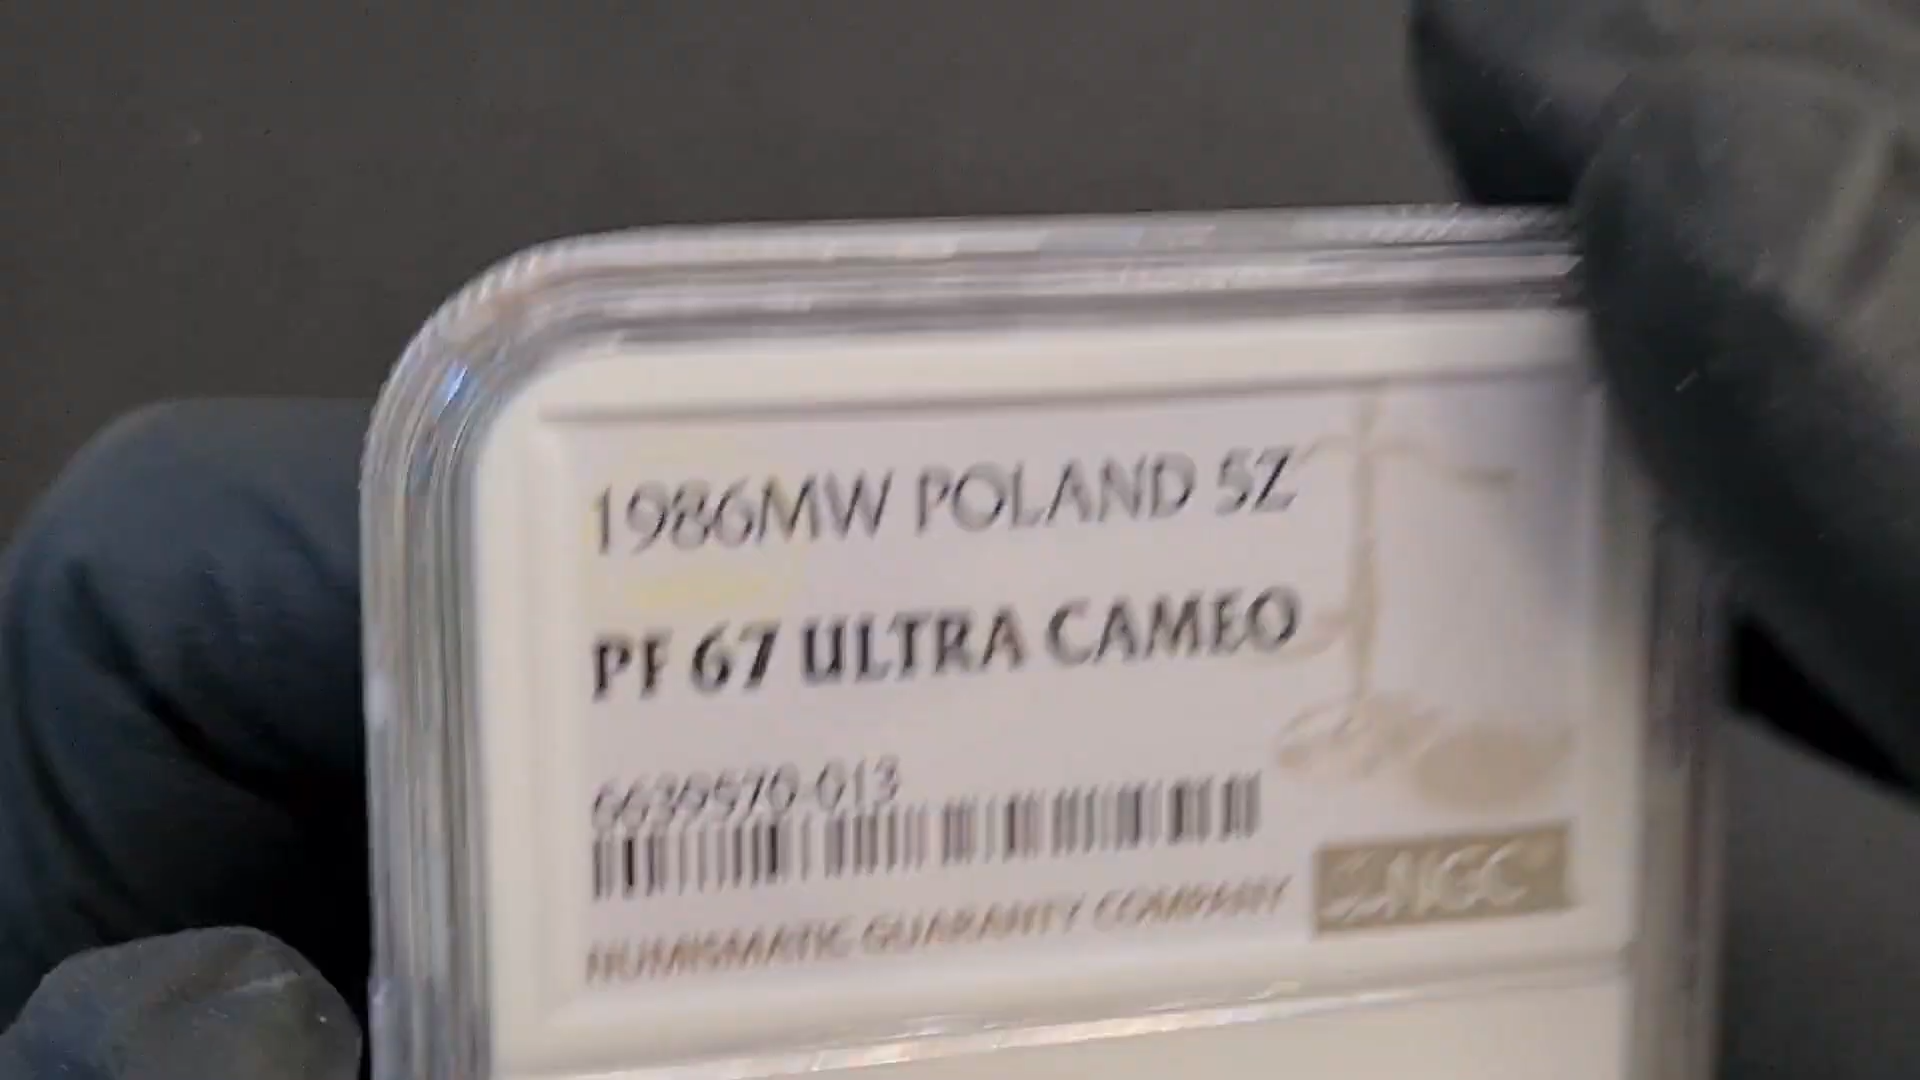 1986MW POLAND 5Z
PF 67 ULTRA CAMEO
6639570-013
NUMISMATIC GUARANTY COMPANY
NGC